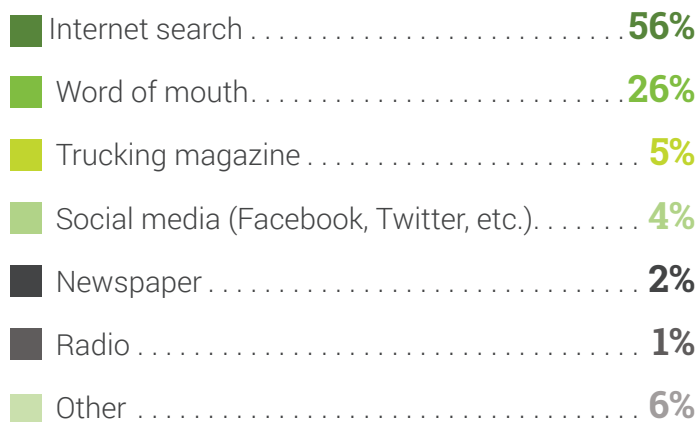 Internet search . . . . . . . . . . . . . . . . . . . . . . . . . . . 56%
Word of mouth. . . . . . . . . . . . . . . . . . . . . . . . . . . 26%
Trucking magazine . . . . . . . . . . . . . . . . . . . . . . . . 5%
Social media (Facebook, Twitter, etc.). . . . . . . . 4%
Newspaper . . . . . . . . . . . . . . . . . . . . . . . . . . . . . . . 2%
Radio . . . . . . . . . . . . . . . . . . . . . . . . . . . . . . . . . . . . 1%
Other . . . . . . . . . . . . . . . . . . . . . . . . . . . . . . . . . . . . 6%